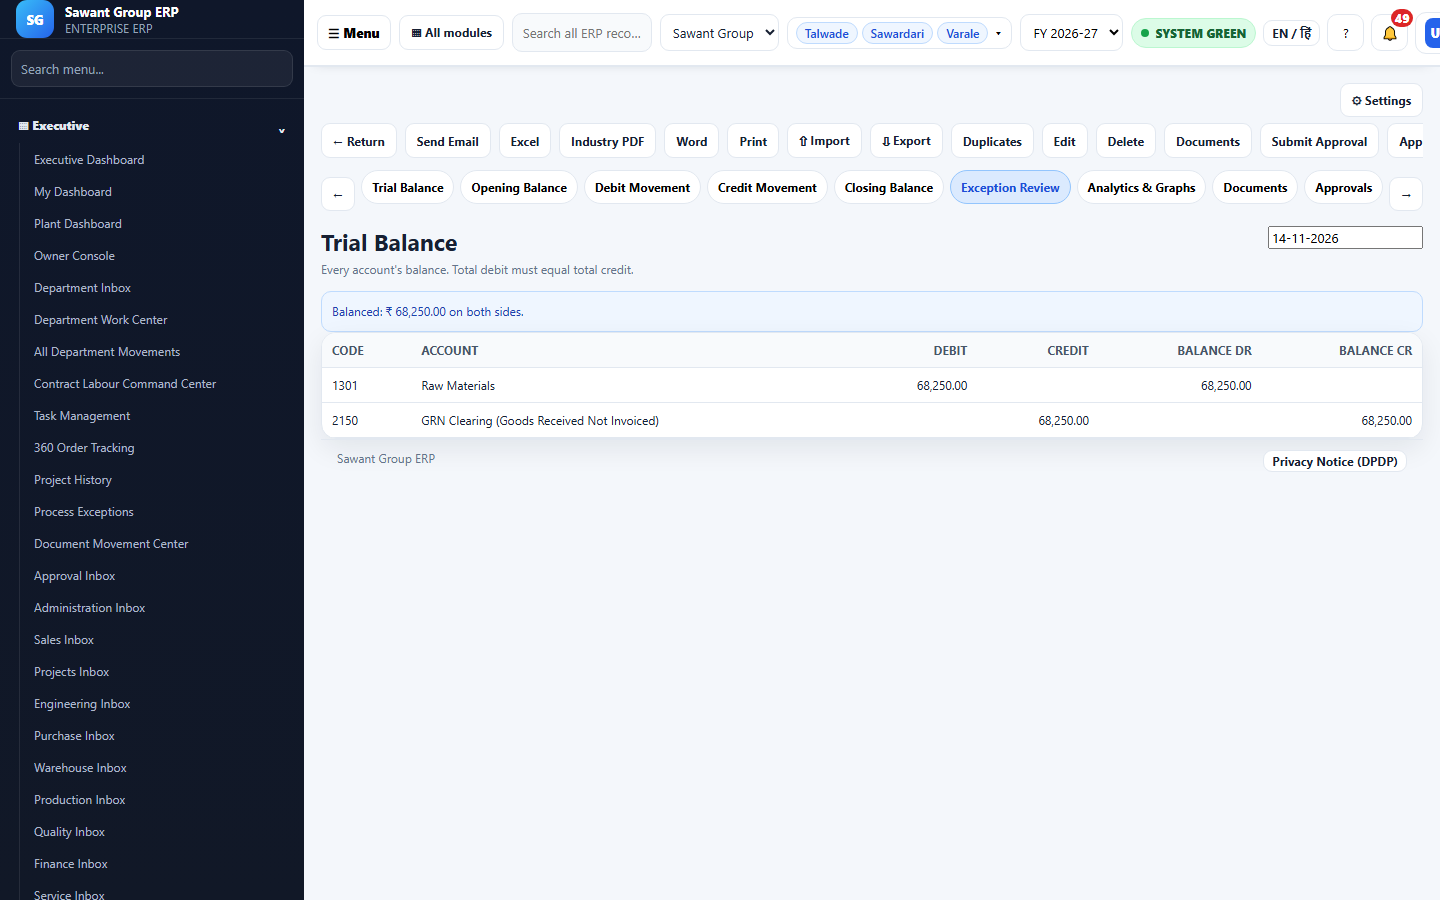 SG
Sawant Group ERP
ENTERPRISE ERP
☰ Menu
All modules
Search all ERP reco...
Sawant Group
Talwade
Sawardari
Varale
FY 2026-27
SYSTEM GREEN
EN / हिं
?
49
Search menu...
Executive
Executive Dashboard
My Dashboard
Plant Dashboard
Owner Console
Department Inbox
Department Work Center
All Department Movements
Contract Labour Command Center
Task Management
360 Order Tracking
Project History
Process Exceptions
Document Movement Center
Approval Inbox
Administration Inbox
Sales Inbox
Projects Inbox
Engineering Inbox
Purchase Inbox
Warehouse Inbox
Production Inbox
Quality Inbox
Finance Inbox
Service Inbox
⚙ Settings
← Return
Send Email
Excel
Industry PDF
Word
Print
⇧ Import
⇩ Export
Duplicates
Edit
Delete
Documents
Submit Approval
App
←
Trial Balance
Opening Balance
Debit Movement
Credit Movement
Closing Balance
Exception Review
Analytics & Graphs
Documents
Approvals
→
Trial Balance
14-11-2026
Every account's balance. Total debit must equal total credit.
Balanced: ₹ 68,250.00 on both sides.
CODE ACCOUNT DEBIT CREDIT BALANCE DR BALANCE CR
1301 Raw Materials 68,250.00 68,250.00
2150 GRN Clearing (Goods Received Not Invoiced) 68,250.00 68,250.00
Sawant Group ERP
Privacy Notice (DPDP)